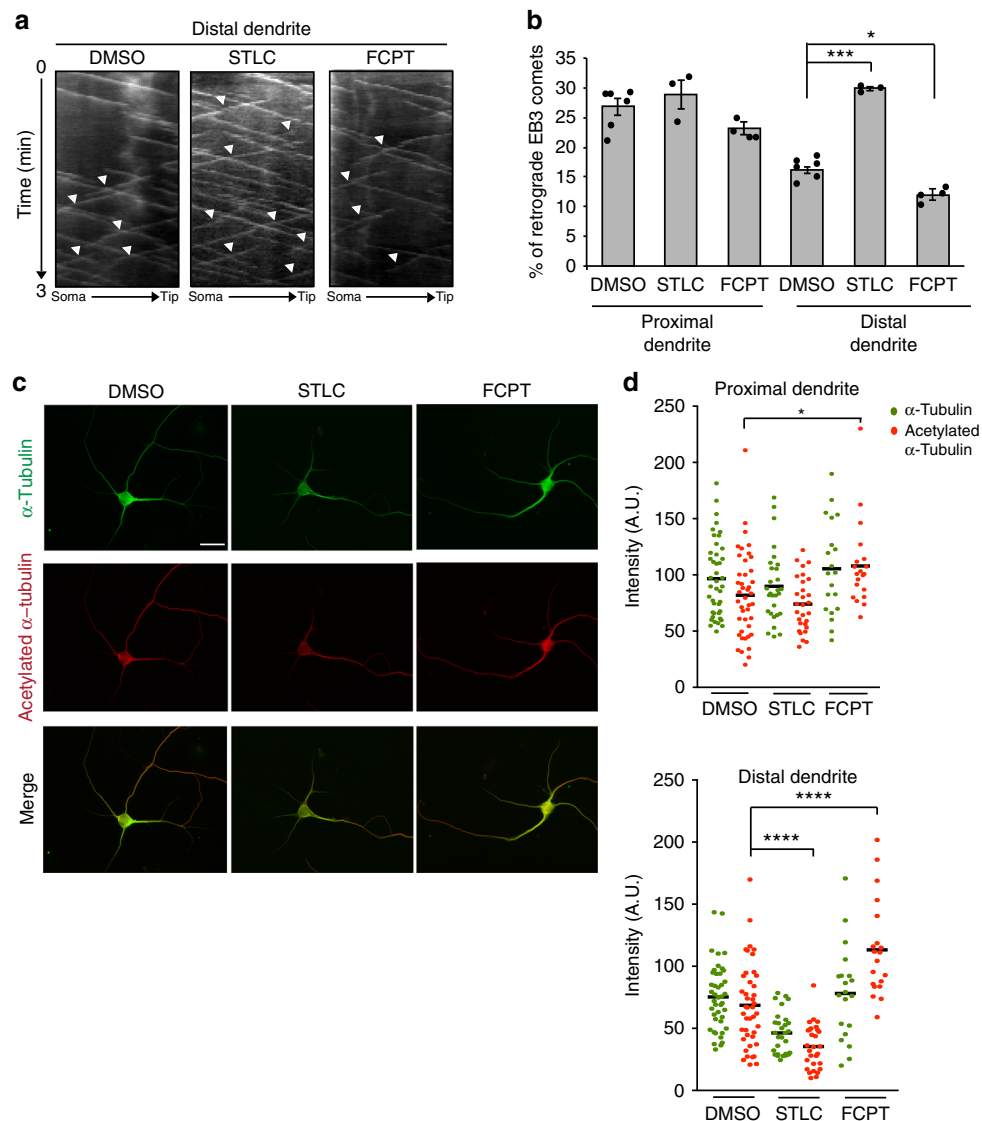 a
Distal dendrite
DMSO STLC FCPT
0
Time (min)
3
Soma Tip Soma Tip Soma Tip
b
*
***
% of retrograde EB3 comets
35
30
25
20
15
10
5
0
DMSO STLC FCPT DMSO STLC FCPT
Proximal dendrite
Distal dendrite
c
DMSO STLC FCPT
α-Tubulin
Acetylated α–tubulin
Merge
d
Proximal dendrite
α-Tubulin
Acetylated
α-Tubulin
*
Intensity (A.U.)
250
200
150
100
50
0
DMSO STLC FCPT
Distal dendrite
****
****
Intensity (A.U.)
250
200
150
100
50
0
DMSO STLC FCPT